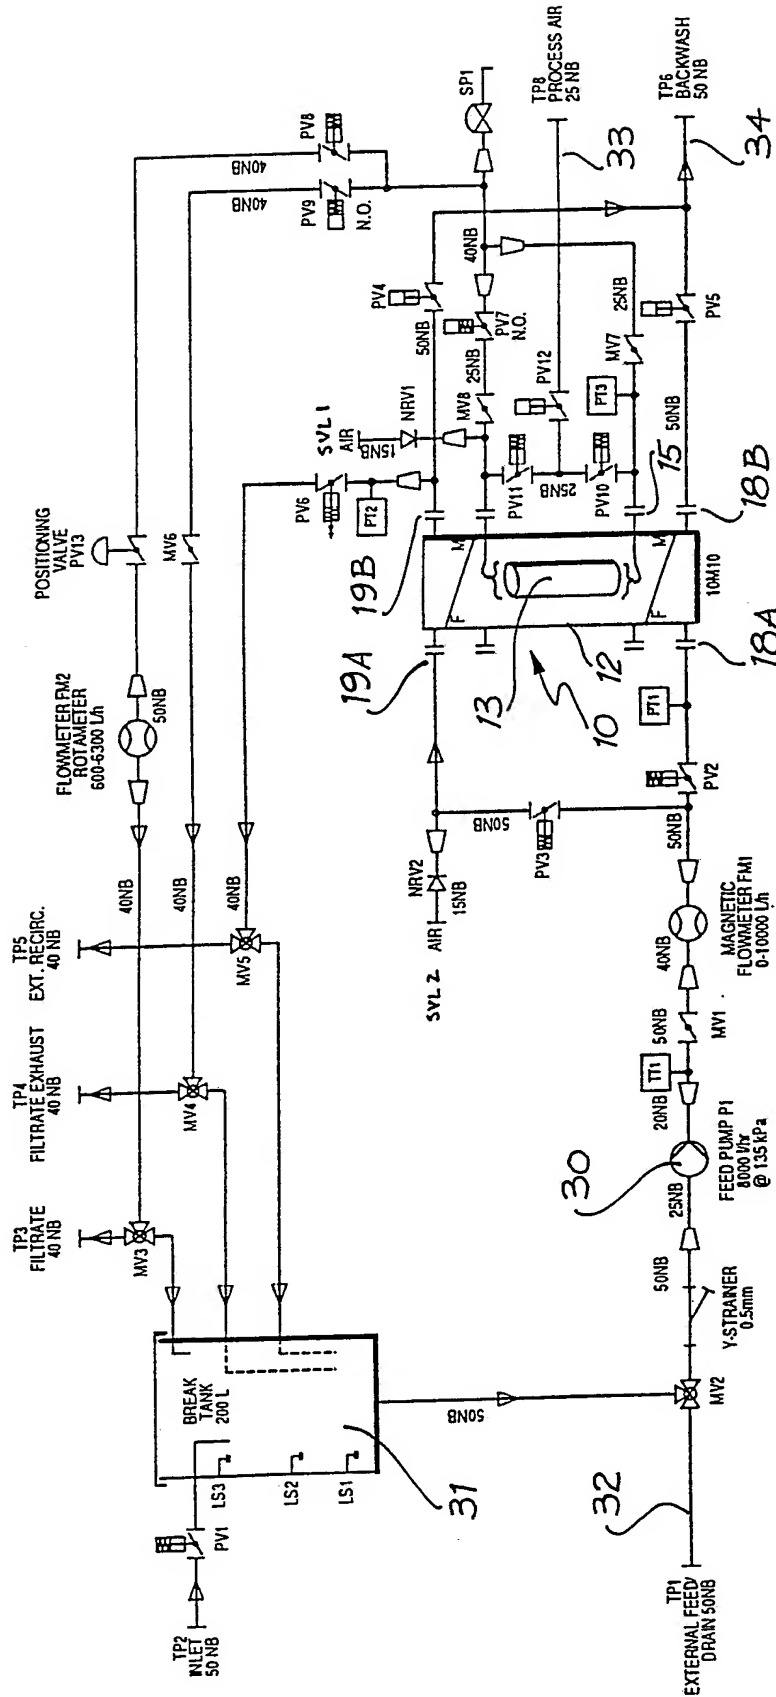 TP5
EXT. RECIRC.
40 NB
TP4
FILTRATE EXHAUST
40 NB
TP3
FILTRATE
40 NB
MV5
MV4
MV3
40NB
40NB
40NB
FLOWMETER FM2
ROTAMETER
600-6300 L/h
50NB
POSITIONING
VALVE
PV13
MV6
40NB
40NB
PV8
PV9
N.O.
SP1
TP8
PROCESS AIR
25 NB
33
TP6
BACKWASH
50 NB
34
PV4
50NB
40NB
PV7
N.O.
25NB
MV8
NRV1
SVL 1
AIR
15NB
PV6
PT2
PV12
PV11
25NB
PV10
PT3
MV7
25NB
50NB
PV5
15
18B
19B
19A
M
F
M
F
10M10
13
12
10
18A
PT1
PV2
50NB
PV3
50NB
NRV2
15NB
SVL 2
AIR
MAGNETIC
FLOWMETER FM1
0-10000 L/h
40NB
50NB
MV1
TT1
20NB
30
FEED PUMP P1
8000 l/hr
@ 135 kPa
25NB
50NB
Y-STRAINER
0.5mm
MV2
50NB
BREAK
TANK
200 L
LS3
LS2
LS1
31
PV1
TP2
INLET
50 NB
32
TP1
EXTERNAL FEED/
DRAIN 50NB